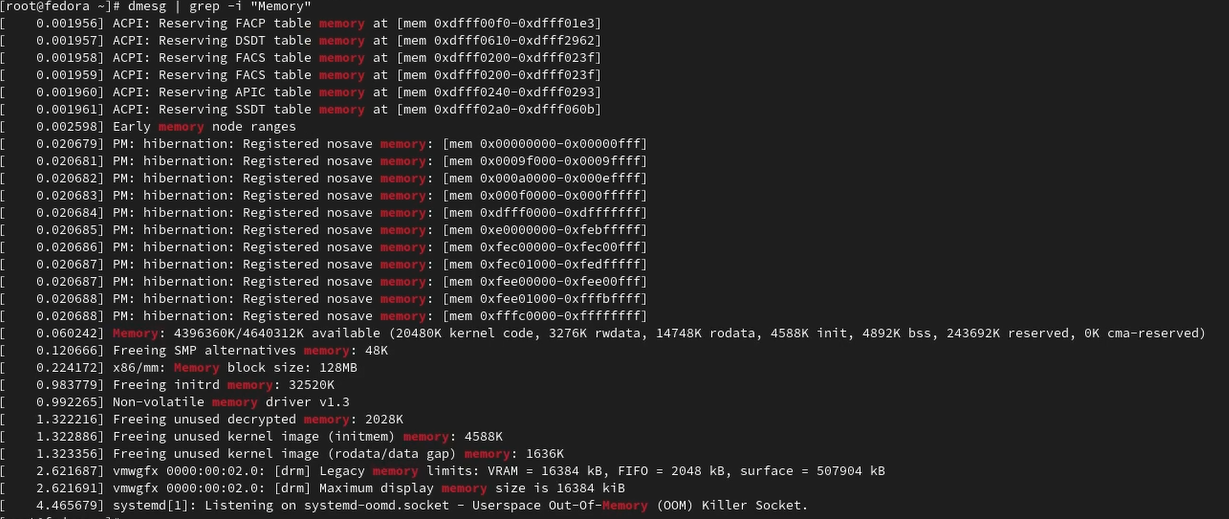 [root@fedora ~]# dmesg | grep -i "Memory"
[    0.001956] ACPI: Reserving FACP table memory at [mem 0xdfff00f0-0xdfff01e3]
[    0.001957] ACPI: Reserving DSDT table memory at [mem 0xdfff0610-0xdfff2962]
[    0.001958] ACPI: Reserving FACS table memory at [mem 0xdfff0200-0xdfff023f]
[    0.001959] ACPI: Reserving FACS table memory at [mem 0xdfff0200-0xdfff023f]
[    0.001960] ACPI: Reserving APIC table memory at [mem 0xdfff0240-0xdfff0293]
[    0.001961] ACPI: Reserving SSDT table memory at [mem 0xdfff02a0-0xdfff060b]
[    0.002598] Early memory node ranges
[    0.020679] PM: hibernation: Registered nosave memory: [mem 0x00000000-0x00000fff]
[    0.020681] PM: hibernation: Registered nosave memory: [mem 0x0009f000-0x0009ffff]
[    0.020682] PM: hibernation: Registered nosave memory: [mem 0x000a0000-0x000effff]
[    0.020683] PM: hibernation: Registered nosave memory: [mem 0x000f0000-0x000fffff]
[    0.020684] PM: hibernation: Registered nosave memory: [mem 0xdfff0000-0xdfffffff]
[    0.020685] PM: hibernation: Registered nosave memory: [mem 0xe0000000-0xfebfffff]
[    0.020686] PM: hibernation: Registered nosave memory: [mem 0xfec00000-0xfec00fff]
[    0.020687] PM: hibernation: Registered nosave memory: [mem 0xfec01000-0xfedfffff]
[    0.020687] PM: hibernation: Registered nosave memory: [mem 0xfee00000-0xfee00fff]
[    0.020688] PM: hibernation: Registered nosave memory: [mem 0xfee01000-0xfffbffff]
[    0.020688] PM: hibernation: Registered nosave memory: [mem 0xfffc0000-0xffffffff]
[    0.060242] Memory: 4396360K/4640312K available (20480K kernel code, 3276K rwdata, 14748K rodata, 4588K init, 4892K bss, 243692K reserved, 0K cma-reserved)
[    0.120666] Freeing SMP alternatives memory: 48K
[    0.224172] x86/mm: Memory block size: 128MB
[    0.983779] Freeing initrd memory: 32520K
[    0.992265] Non-volatile memory driver v1.3
[    1.322216] Freeing unused decrypted memory: 2028K
[    1.322886] Freeing unused kernel image (initmem) memory: 4588K
[    1.323356] Freeing unused kernel image (rodata/data gap) memory: 1636K
[    2.621687] vmwgfx 0000:00:02.0: [drm] Legacy memory limits: VRAM = 16384 kB, FIFO = 2048 kB, surface = 507904 kB
[    2.621691] vmwgfx 0000:00:02.0: [drm] Maximum display memory size is 16384 kiB
[    4.465679] systemd[1]: Listening on systemd-oomd.socket - Userspace Out-Of-Memory (OOM) Killer Socket.